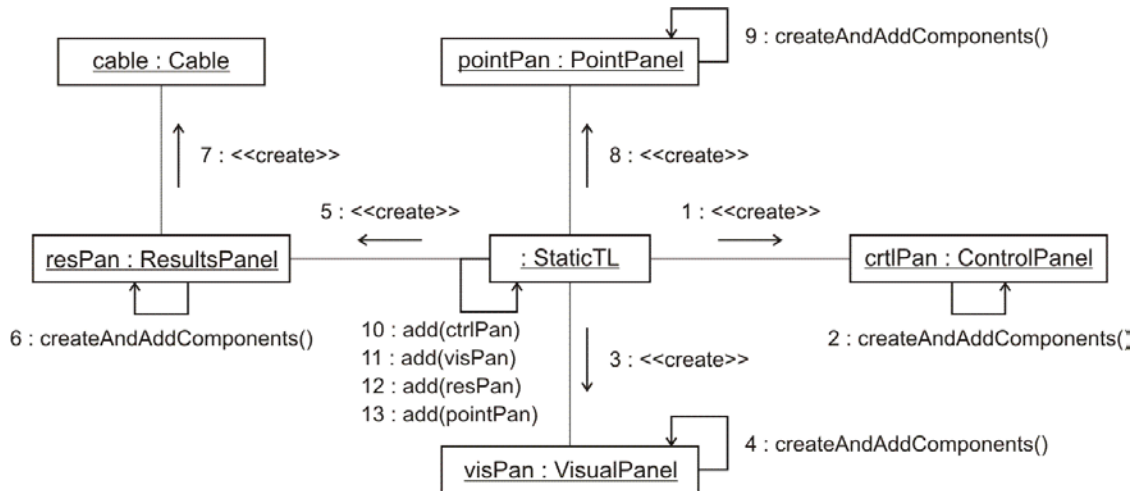 cable : Cable
pointPan : PointPanel
9 : createAndAddComponents()
7 : <<create>>
8 : <<create>>
5 : <<create>>
1 : <<create>>
resPan : ResultsPanel
: StaticTL
crtlPan : ControlPanel
6 : createAndAddComponents()
10 : add(ctrlPan)
11 : add(visPan)
12 : add(resPan)
13 : add(pointPan)
3 : <<create>>
2 : createAndAddComponents()
visPan : VisualPanel
4 : createAndAddComponents()